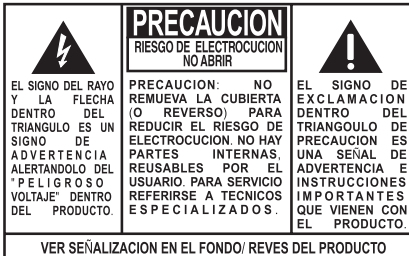 PRECAUCION
RIESGO DE ELECTROCUCION
NO ABRIR
EL SIGNO DEL RAYO
Y LA FLECHA
DENTRO DEL
TRIANGULO ES UN
SIGNO DE
ADVERTENCIA
ALERTANDOLO DEL
"PELIGROSO
VOLTAJE" DENTRO
DEL PRODUCTO.
PRECAUCION: NO
REMUEVA LA CUBIERTA
(O REVERSO) PARA
REDUCIR EL RIESGO DE
ELECTROCUCION. NO HAY
PARTES INTERNAS,
REUSABLES POR EL
USUARIO. PARA SERVICIO
REFERIRSE A TECNICOS
ESPECIALIZADOS.
EL SIGNO DE
EXCLAMACION
DENTRO DEL
TRIANGOULO DE
PRECAUCION ES
UNA SEÑAL DE
ADVERTENCIA E
INSTRUCCIONES
IMPORTANTES
QUE VIENEN CON
EL PRODUCTO.
VER SEÑALIZACION EN EL FONDO/ REVES DEL PRODUCTO